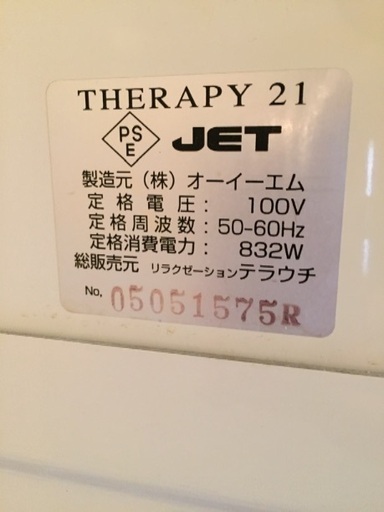 THERAPY 21
PS
E JET
製造元（株）オーイーエム
定格電圧： 100V
定格周波数：50-60Hz
定格消費電力： 832W
総販売元 リラクゼーションテラウチ
No. 05051575R